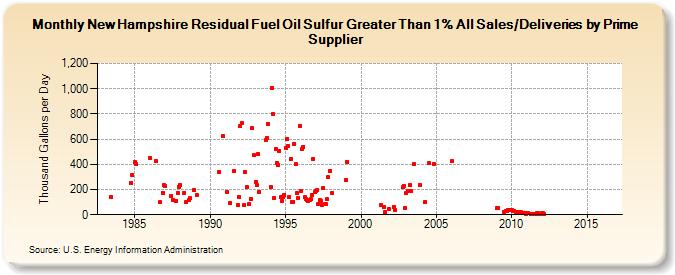 Monthly New Hampshire Residual Fuel Oil Sulfur Greater Than 1% All Sales/Deliveries by Prime
Supplier
Thousand Gallons per Day
1,200
1,000
800
600
400
200
0
1985 1990 1995 2000 2005 2010 2015
Source: U.S. Energy Information Administration